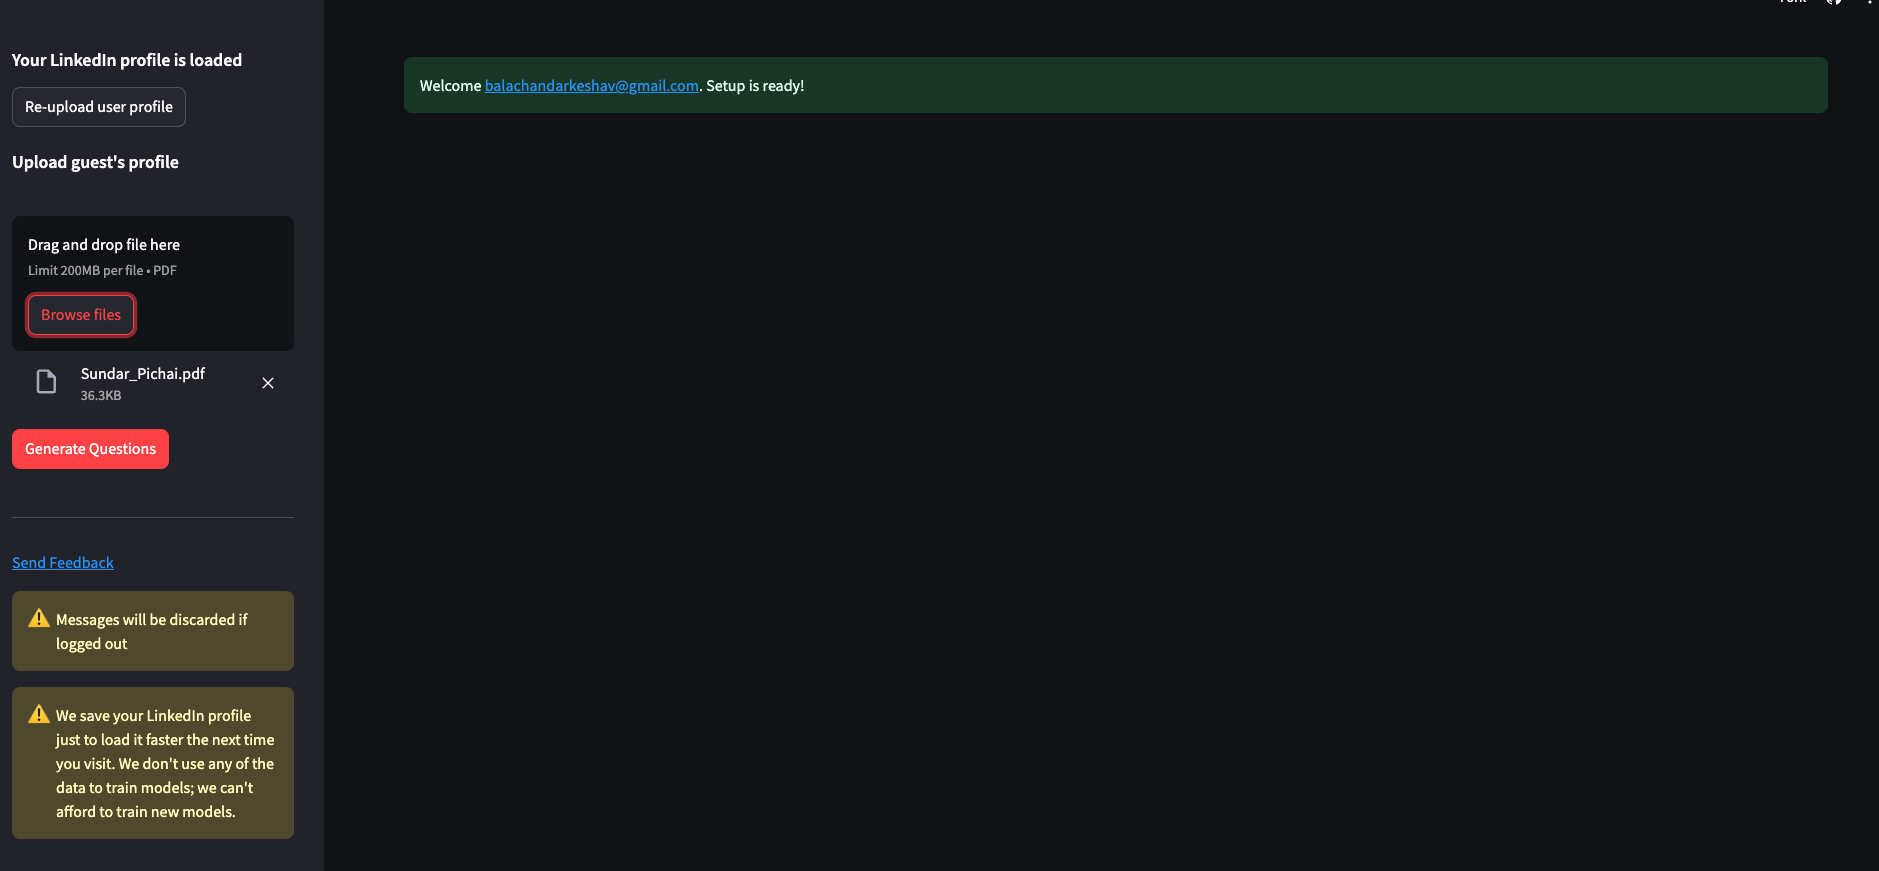 Your LinkedIn profile is loaded
Re-upload user profile
Upload guest's profile
Drag and drop file here
Limit 200MB per file • PDF
Browse files
Sundar_Pichai.pdf
36.3KB
Generate Questions
Send Feedback
Messages will be discarded if
logged out
We save your LinkedIn profile
just to load it faster the next time
you visit. We don't use any of the
data to train models; we can't
afford to train new models.
Welcome balachandarkeshav@gmail.com. Setup is ready!